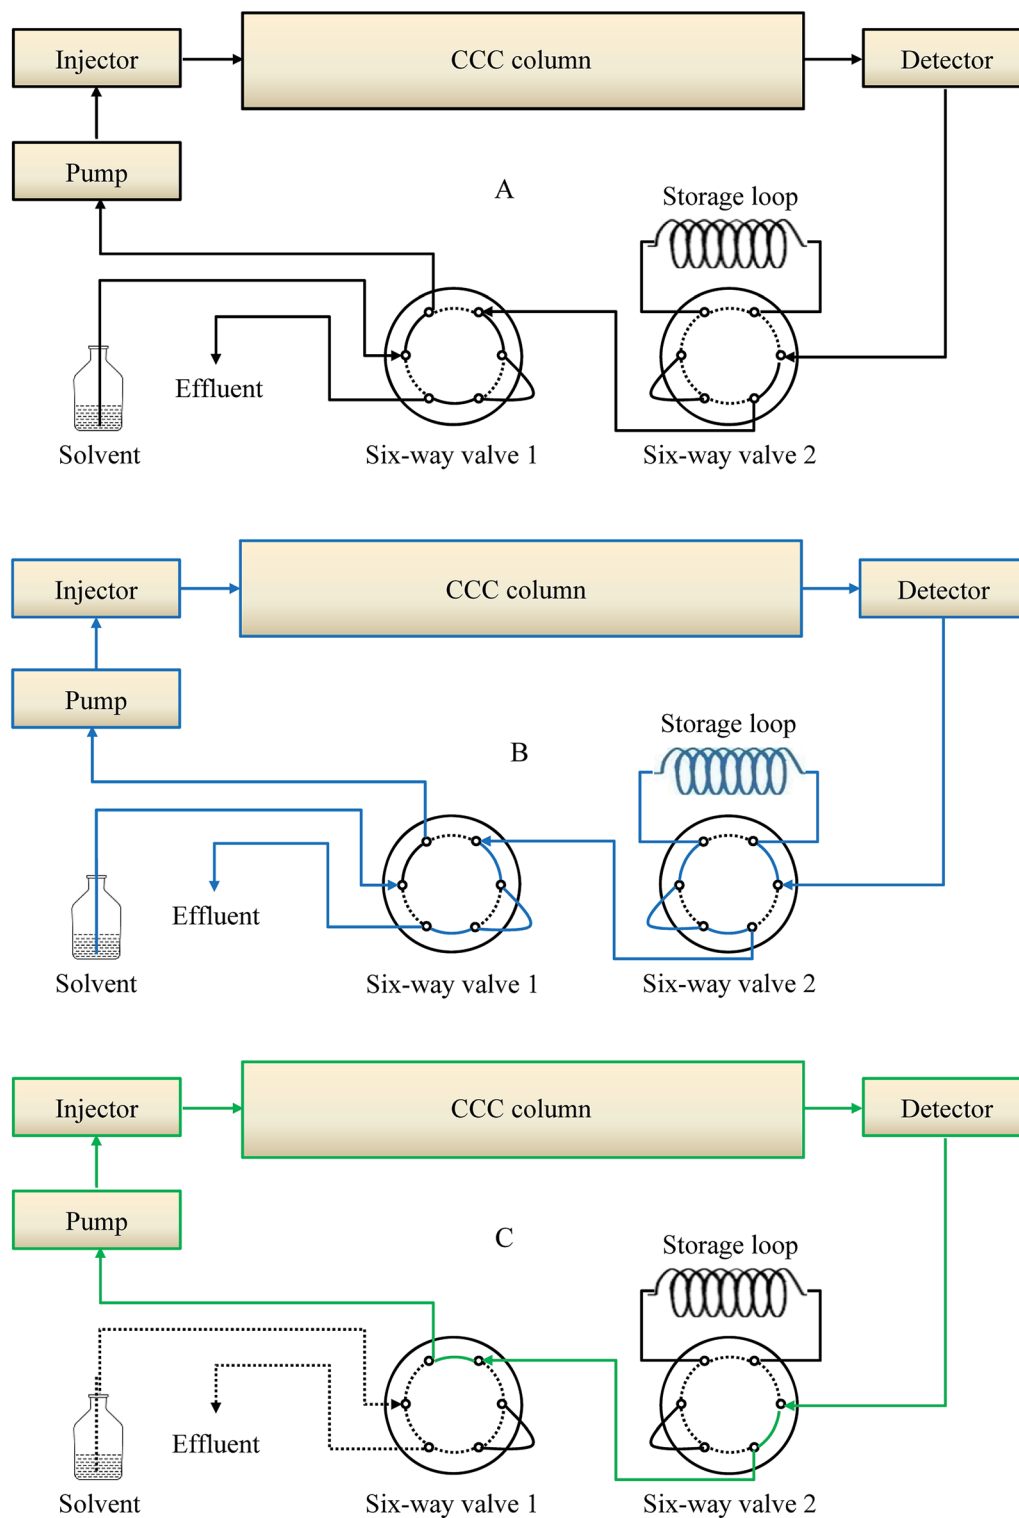 Injector
CCC column
Detector
Pump
A
Storage loop
Effluent
Solvent
Six-way valve 1
Six-way valve 2
Injector
CCC column
Detector
Pump
B
Storage loop
Effluent
Solvent
Six-way valve 1
Six-way valve 2
Injector
CCC column
Detector
Pump
C
Storage loop
Effluent
Solvent
Six-way valve 1
Six-way valve 2